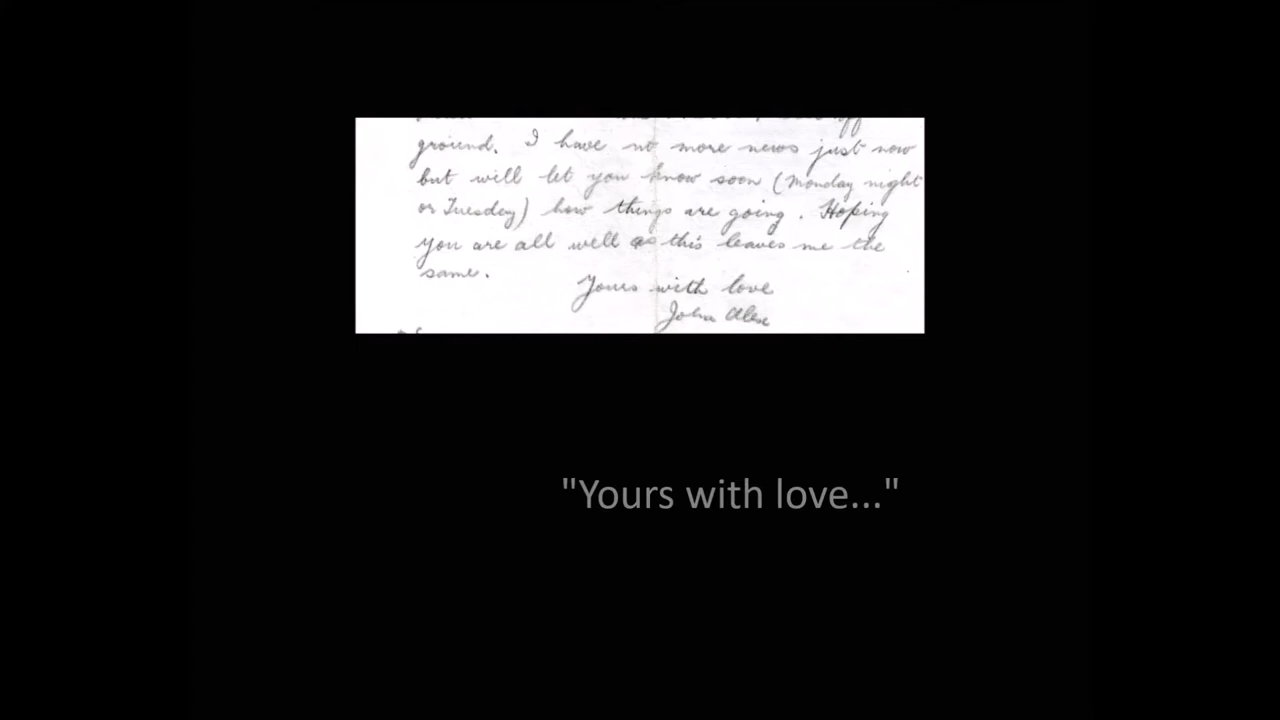 ground. I have no more news just now
but will let you know soon (Monday night
or Tuesday) how things are going. Hoping
you are all well as this leaves me the
same.
Yours with love
John Alex
"Yours with love..."